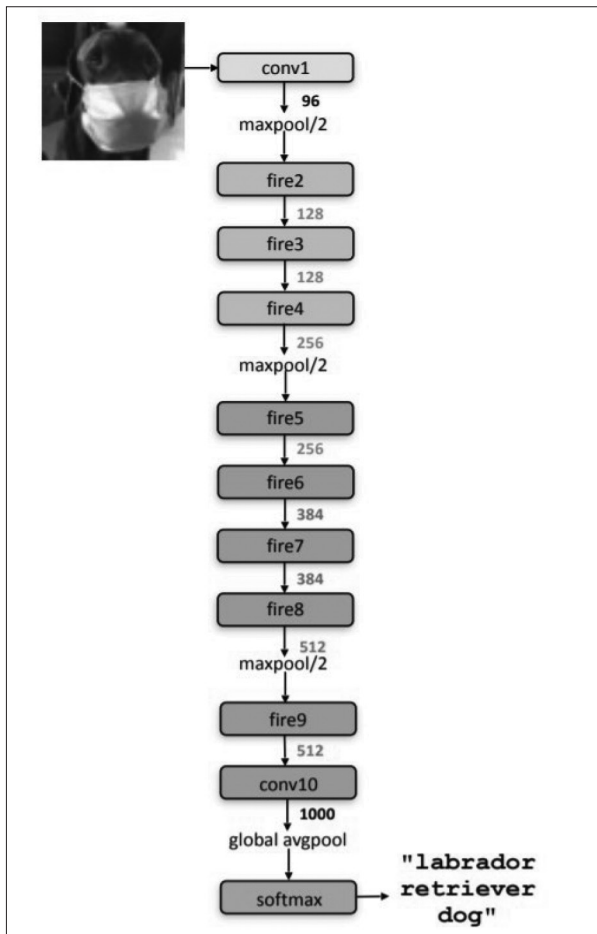 conv1
96
maxpool/2
fire2
128
fire3
128
fire4
256
maxpool/2
fire5
256
fire6
384
fire7
384
fire8
512
maxpool/2
fire9
512
conv10
1000
global avgpool
softmax
"labrador
retriever
dog"